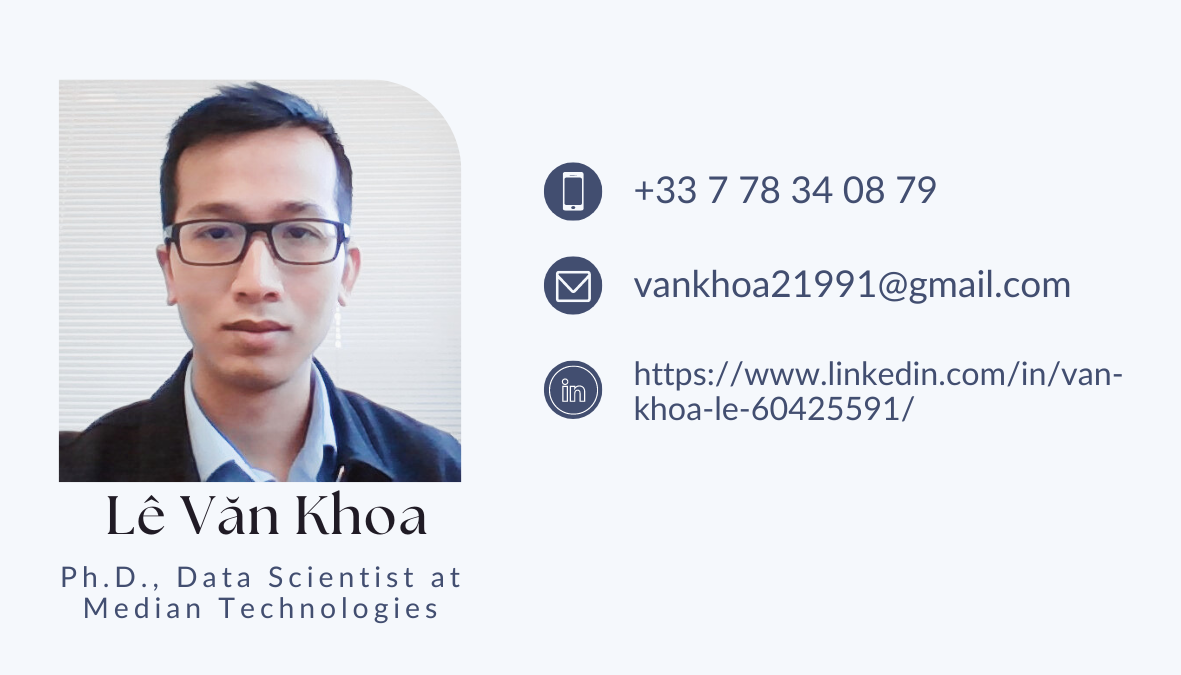 +33 7 78 34 08 79
vankhoa21991@gmail.com
in
https://www.linkedin.com/in/van-
khoa-le-60425591/
Lê Văn Khoa
Ph.D., Data Scientist at
Median Technologies